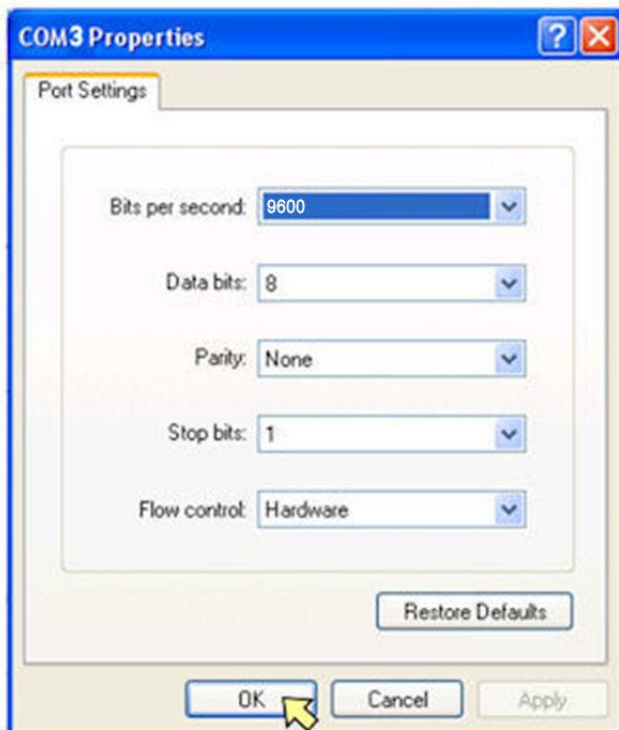 COM3 Properties
Port Settings
Bits per second: 9600
Data bits: 8
Parity: None
Stop bits: 1
Flow control: Hardware
Restore Defaults
OK Cancel Apply